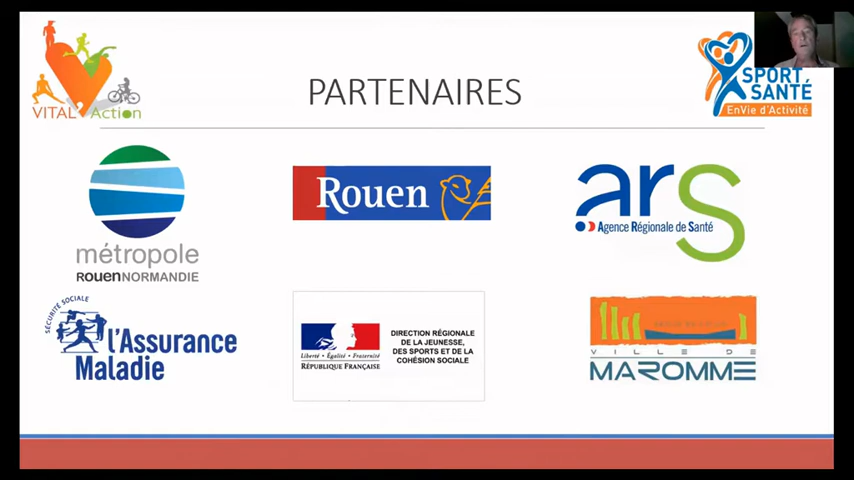 VITAL Action
PARTENAIRES
SPORT
SANTÉ
EnVie d'Activité
métropole
ROUENNORMANDIE
Rouen
ars
Agence Régionale de Santé
SÉCURITÉ SOCIALE
l'Assurance
Maladie
Liberté • Égalité • Fraternité
RÉPUBLIQUE FRANÇAISE
DIRECTION RÉGIONALE
DE LA JEUNESSE,
DES SPORTS ET DE LA
COHÉSION SOCIALE
VILLE DE
MAROMME